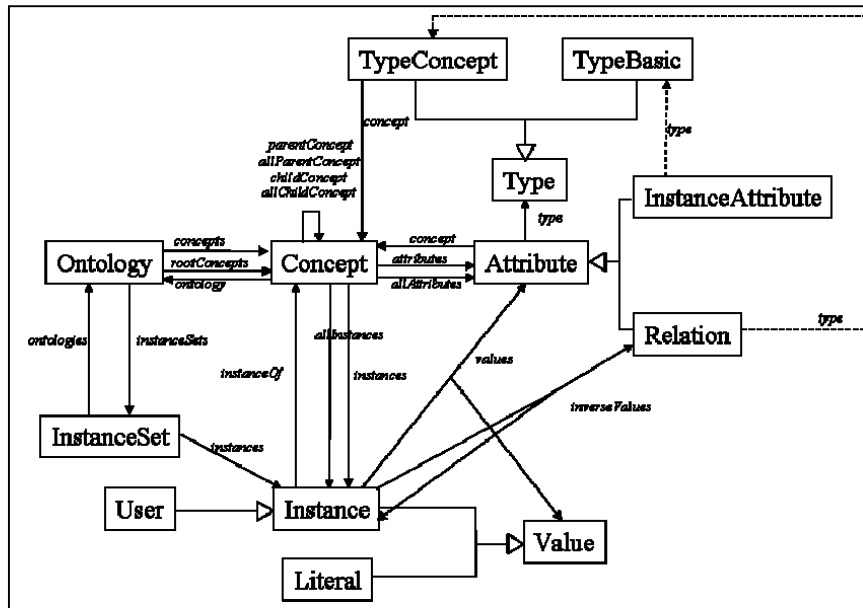 TypeConcept TypeBasic
concept
type
parentConcept
allParentConcept
childConcept
allChildConcept
Type
InstanceAttribute
type
concepts
concept
Ontology
rootConcepts
Concept
attributes
Attribute
ontology
allAttributes
Relation
type
ontologies
instanceSets
allInstances
values
instanceOf
instances
inverseValues
InstanceSet
instances
User
Instance
Value
Literal